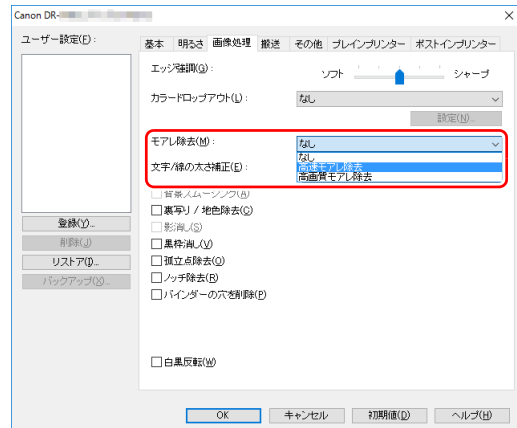 Canon DR-
ユーザー設定(F):
基本 明るさ 画像処理 搬送 その他 プレインプリンター ポストインプリンター
エッジ強調(G):
ソフト シャープ
カラードロップアウト(L):
なし
設定(N)...
モアレ除去(M):
なし
なし
高速モアレ除去
高画質モアレ除去
文字/線の太さ補正(E):
背景スムージング(A)
裏写り / 地色除去(C)
影消し(S)
黒枠消し(V)
孤立点除去(O)
ノッチ除去(R)
バインダーの穴を削除(P)
白黒反転(W)
登録(Y)...
削除(J)
リストア(I)...
バックアップ(X)...
OK キャンセル 初期値(D) ヘルプ(H)